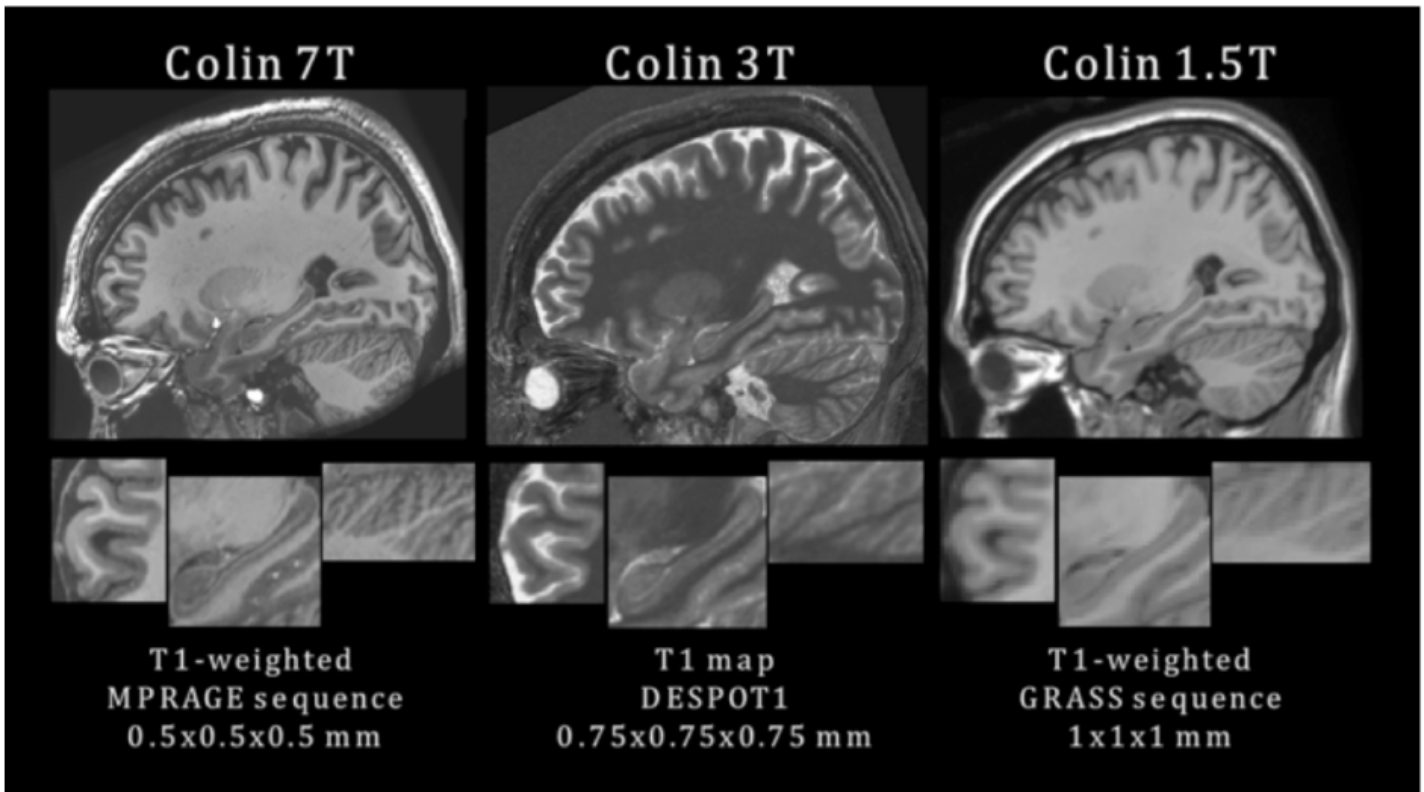 Colin 7T
Colin 3T
Colin 1.5T
T1-weighted
MPRAGE sequence
0.5x0.5x0.5 mm
T1 map
DESPOT1
0.75x0.75x0.75 mm
T1-weighted
GRASS sequence
1x1x1 mm